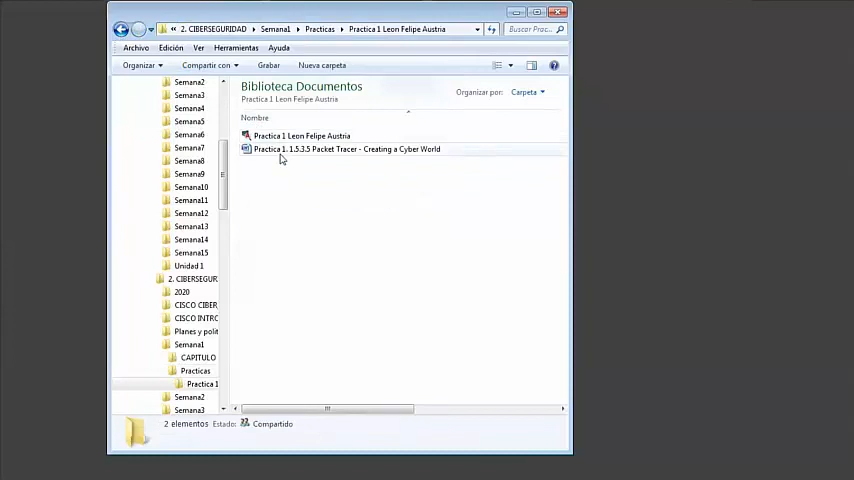 « 2. CIBERSEGURIDAD ▸ Semana1 ▸ Practicas ▸ Practica 1 Leon Felipe Austria
Buscar Prac...
Archivo Edición Ver Herramientas Ayuda
Organizar Compartir con Grabar Nueva carpeta
Semana2
Semana3
Semana4
Semana5
Semana6
Semana7
Semana8
Semana9
Semana10
Semana11
Semana12
Semana13
Semana14
Semana15
Unidad 1
2. CIBERSEGUR
2020
CISCO CIBER
CISCO INTRO
Planes y polit
Semana1
CAPITULO
Practicas
Practica 1
Semana2
Semana3
Biblioteca Documentos
Practica 1 Leon Felipe Austria
Organizar por: Carpeta
Nombre
Practica 1 Leon Felipe Austria
Practica 1. 1.5.3.5 Packet Tracer - Creating a Cyber World
2 elementos Estado: Compartido